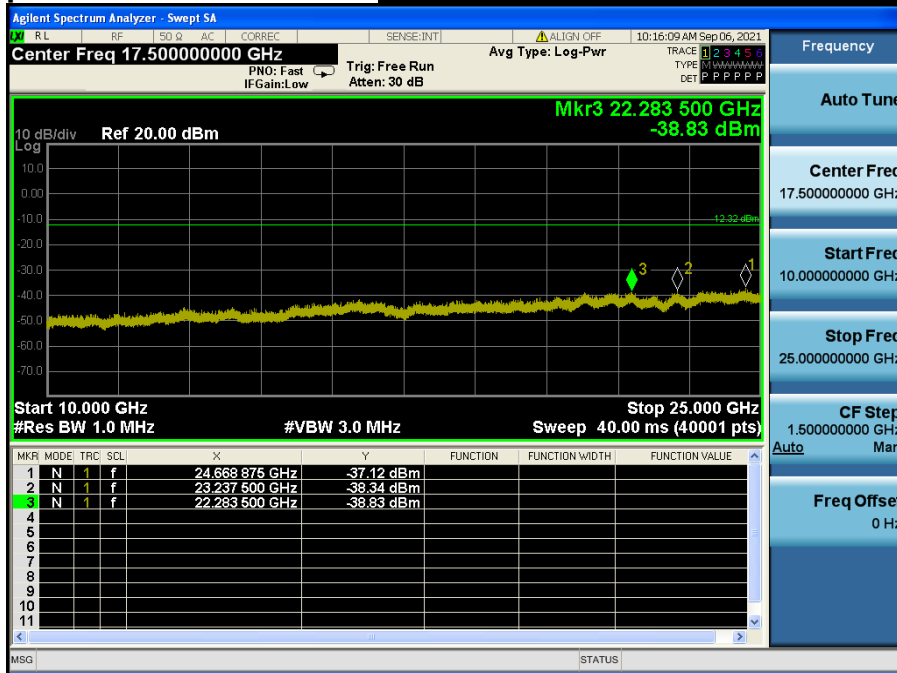 Agilent Spectrum Analyzer - Swept SA
LXI RL RF 50 Ω AC CORREC SENSE:INT ALIGN OFF 10:16:09 AM Sep 06, 2021
Center Freq 17.500000000 GHz
PNO: Fast
IFGain:Low
Trig: Free Run
Atten: 30 dB
Avg Type: Log-Pwr
TRACE 1 2 3 4 5 6
TYPE M WWWWW
DET P P P P P P
Mkr3 22.283 500 GHz
-38.83 dBm
10 dB/div Ref 20.00 dBm
Log
10.0
0.00
-10.0
-20.0
-30.0
-40.0
-50.0
-60.0
-70.0
-12.32 dBm
3 2 1
Start 10.000 GHz Stop 25.000 GHz
#Res BW 1.0 MHz #VBW 3.0 MHz Sweep 40.00 ms (40001 pts)
MKR MODE TRC SCL X Y FUNCTION FUNCTION WIDTH FUNCTION VALUE
1 N 1 f 24.668 875 GHz -37.12 dBm
2 N 1 f 23.237 500 GHz -38.34 dBm
3 N 1 f 22.283 500 GHz -38.83 dBm
4
5
6
7
8
9
10
11
MSG STATUS
Frequency
Auto Tune
Center Freq
17.500000000 GHz
Start Freq
10.000000000 GHz
Stop Freq
25.000000000 GHz
CF Step
1.500000000 GHz
Auto Man
Freq Offset
0 Hz